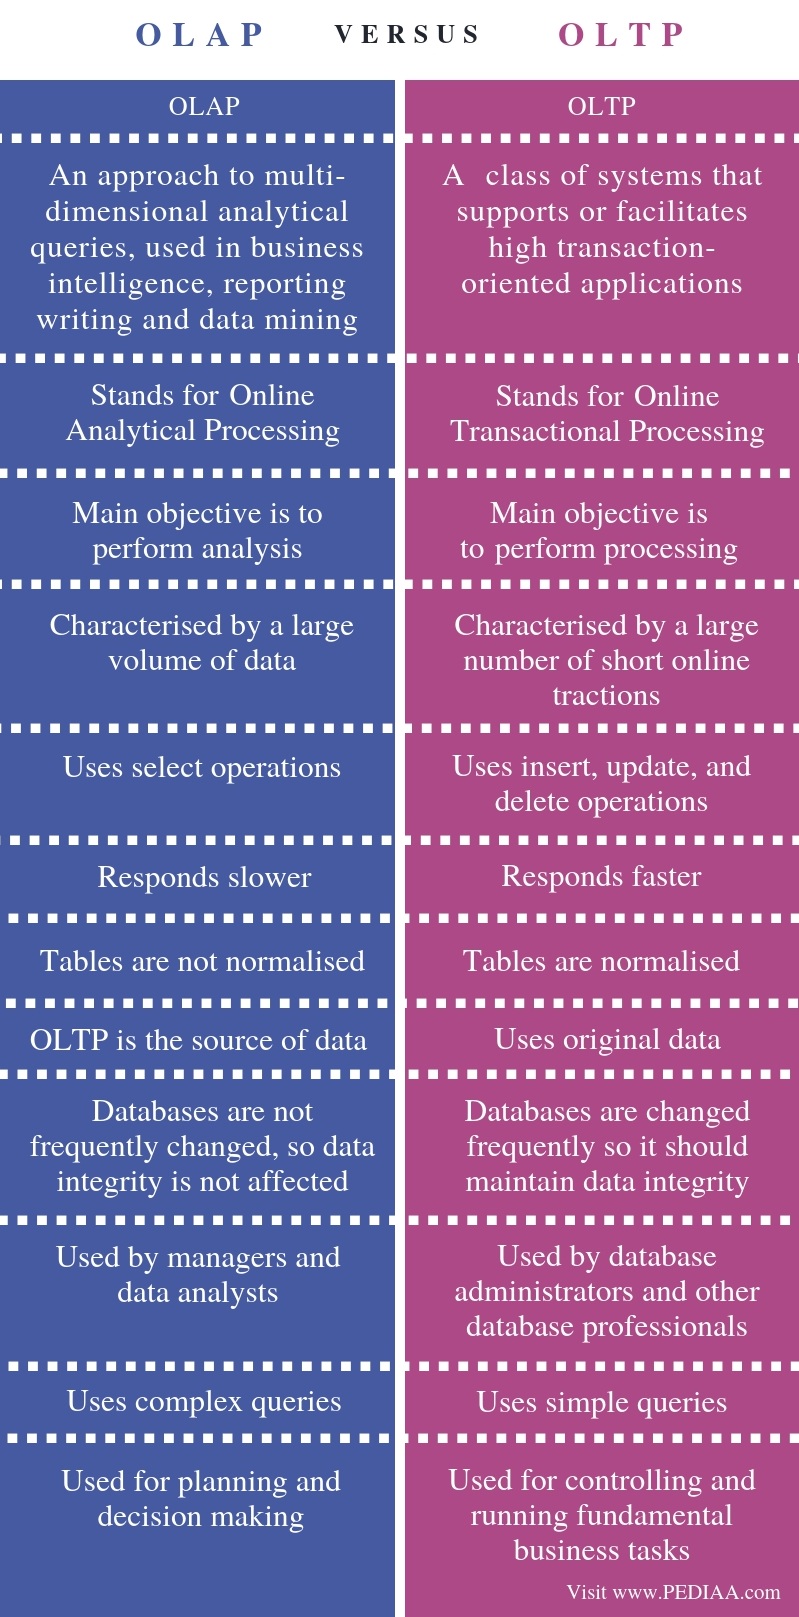 OLAP VERSUS OLTP
OLAP
OLTP
An approach to multi-
dimensional analytical
queries, used in business
intelligence, reporting
writing and data mining
A class of systems that
supports or facilitates
high transaction-
oriented applications
Stands for Online
Analytical Processing
Stands for Online
Transactional Processing
Main objective is to
perform analysis
Main objective is
to perform processing
Characterised by a large
volume of data
Characterised by a large
number of short online
tractions
Uses select operations
Uses insert, update, and
delete operations
Responds slower
Responds faster
Tables are not normalised
Tables are normalised
OLTP is the source of data
Uses original data
Databases are not
frequently changed, so data
integrity is not affected
Databases are changed
frequently so it should
maintain data integrity
Used by managers and
data analysts
Used by database
administrators and other
database professionals
Uses complex queries
Uses simple queries
Used for planning and
decision making
Used for controlling and
running fundamental
business tasks
Visit www.PEDIAA.com